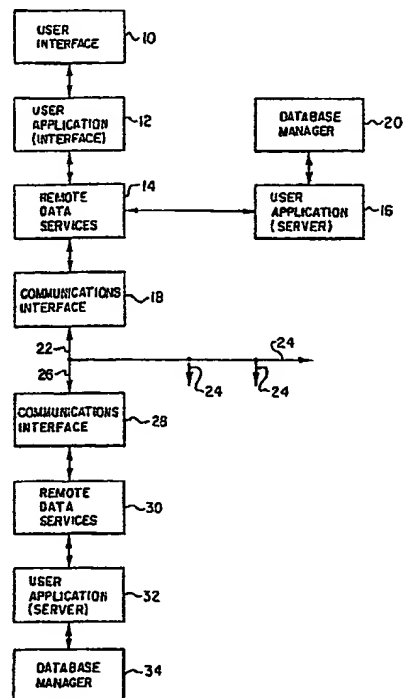 USER
INTERFACE
10
USER
APPLICATION
(INTERFACE)
12
DATABASE
MANAGER
20
REMOTE
DATA
SERVICES
14
USER
APPLICATION
(SERVER)
16
COMMUNICATIONS
INTERFACE
18
22
24
26
24
24
COMMUNICATIONS
INTERFACE
28
REMOTE
DATA
SERVICES
30
USER
APPLICATION
(SERVER)
32
DATABASE
MANAGER
34